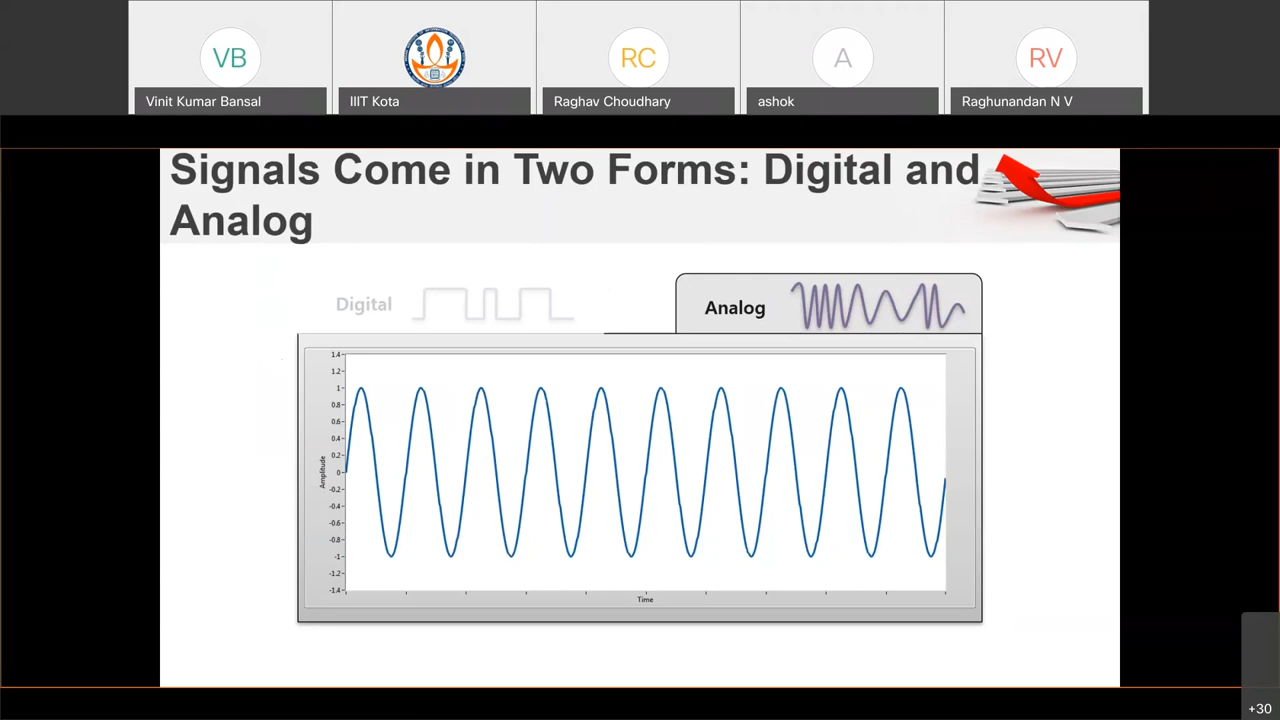 VB
RC
A
RV
Vinit Kumar Bansal
IIIT Kota
Raghav Choudhary
ashok
Raghunandan N V
Signals Come in Two Forms: Digital and
Analog
Digital
Analog
1.4
1.2
1
0.8
0.6
0.4
0.2
0
-0.2
-0.4
-0.6
-0.8
-1
-1.2
-1.4
Amplitude
Time
+30